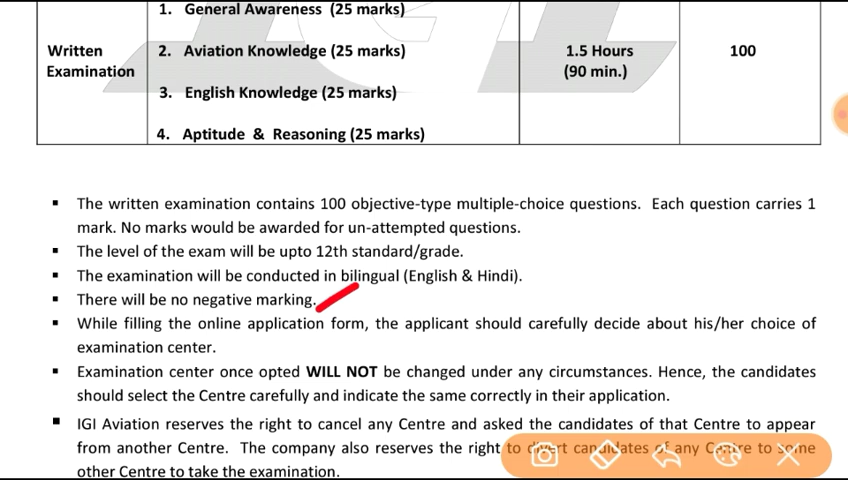 1. General Awareness (25 marks)
Written 2. Aviation Knowledge (25 marks) 1.5 Hours 100
Examination (90 min.)
3. English Knowledge (25 marks)
4. Aptitude & Reasoning (25 marks)
▪ The written examination contains 100 objective-type multiple-choice questions. Each question carries 1
mark. No marks would be awarded for un-attempted questions.
▪ The level of the exam will be upto 12th standard/grade.
▪ The examination will be conducted in bilingual (English & Hindi).
▪ There will be no negative marking.
▪ While filling the online application form, the applicant should carefully decide about his/her choice of
examination center.
▪ Examination center once opted WILL NOT be changed under any circumstances. Hence, the candidates
should select the Centre carefully and indicate the same correctly in their application.
▪ IGI Aviation reserves the right to cancel any Centre and asked the candidates of that Centre to appear
from another Centre. The company also reserves the right to divert candidates of any Centre to some
other Centre to take the examination.